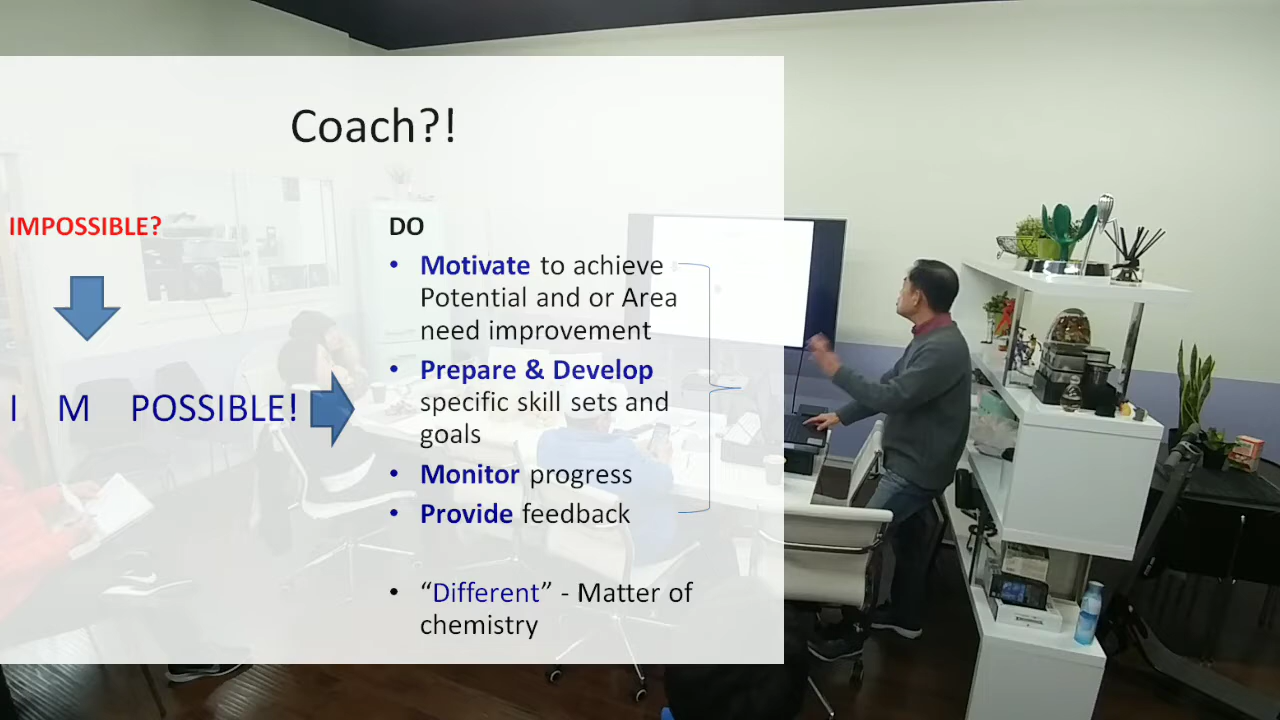 Coach?!
IMPOSSIBLE?
I M POSSIBLE!
DO
• Motivate to achieve
Potential and or Area
need improvement
• Prepare & Develop
specific skill sets and
goals
• Monitor progress
• Provide feedback
• “Different” - Matter of
chemistry